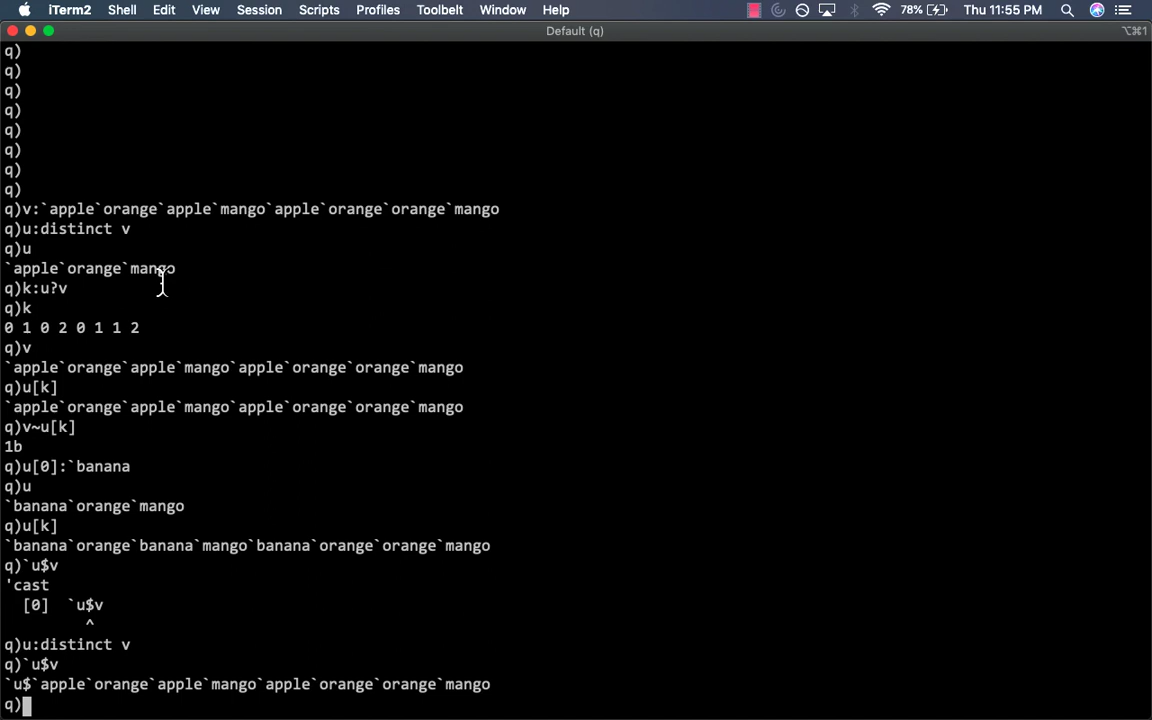 iTerm2 Shell Edit View Session Scripts Profiles Toolbelt Window Help 78% Thu 11:55 PM
Default (q) ⌥⌘1
q)
q)
q)
q)
q)
q)
q)
q)
q)v:`apple`orange`apple`mango`apple`orange`orange`mango
q)u:distinct v
q)u
`apple`orange`mango
q)k:u?v
q)k
0 1 0 2 0 1 1 2
q)v
`apple`orange`apple`mango`apple`orange`orange`mango
q)u[k]
`apple`orange`apple`mango`apple`orange`orange`mango
q)v~u[k]
1b
q)u[0]:`banana
q)u
`banana`orange`mango
q)u[k]
`banana`orange`banana`mango`banana`orange`orange`mango
q)`u$v
'cast
  [0]  `u$v
         ^
q)u:distinct v
q)`u$v
`u$`apple`orange`apple`mango`apple`orange`orange`mango
q)